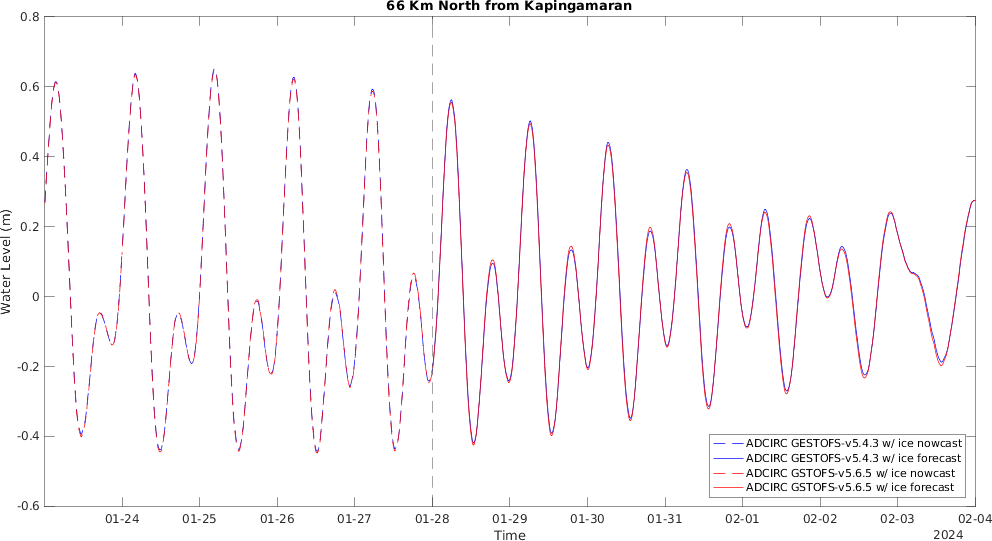 66 Km North from Kapingamaran
Water Level (m)
0.8
0.6
0.4
0.2
0
-0.2
-0.4
-0.6
01-24 01-25 01-26 01-27 01-28 01-29 01-30 01-31 02-01 02-02 02-03 02-04
Time
2024
ADCIRC GESTOFS-v5.4.3 w/ ice nowcast
ADCIRC GESTOFS-v5.4.3 w/ ice forecast
ADCIRC GSTOFS-v5.6.5 w/ ice nowcast
ADCIRC GSTOFS-v5.6.5 w/ ice forecast